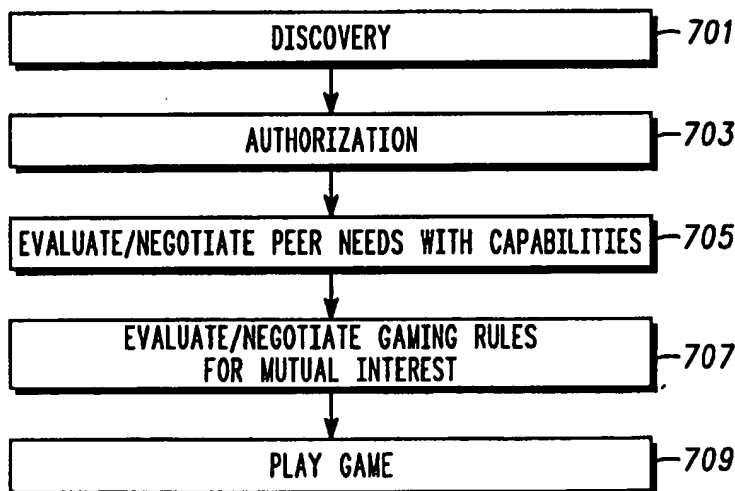 DISCOVERY 701
AUTHORIZATION 703
EVALUATE/NEGOTIATE PEER NEEDS WITH CAPABILITIES 705
EVALUATE/NEGOTIATE GAMING RULES
FOR MUTUAL INTEREST 707
PLAY GAME 709